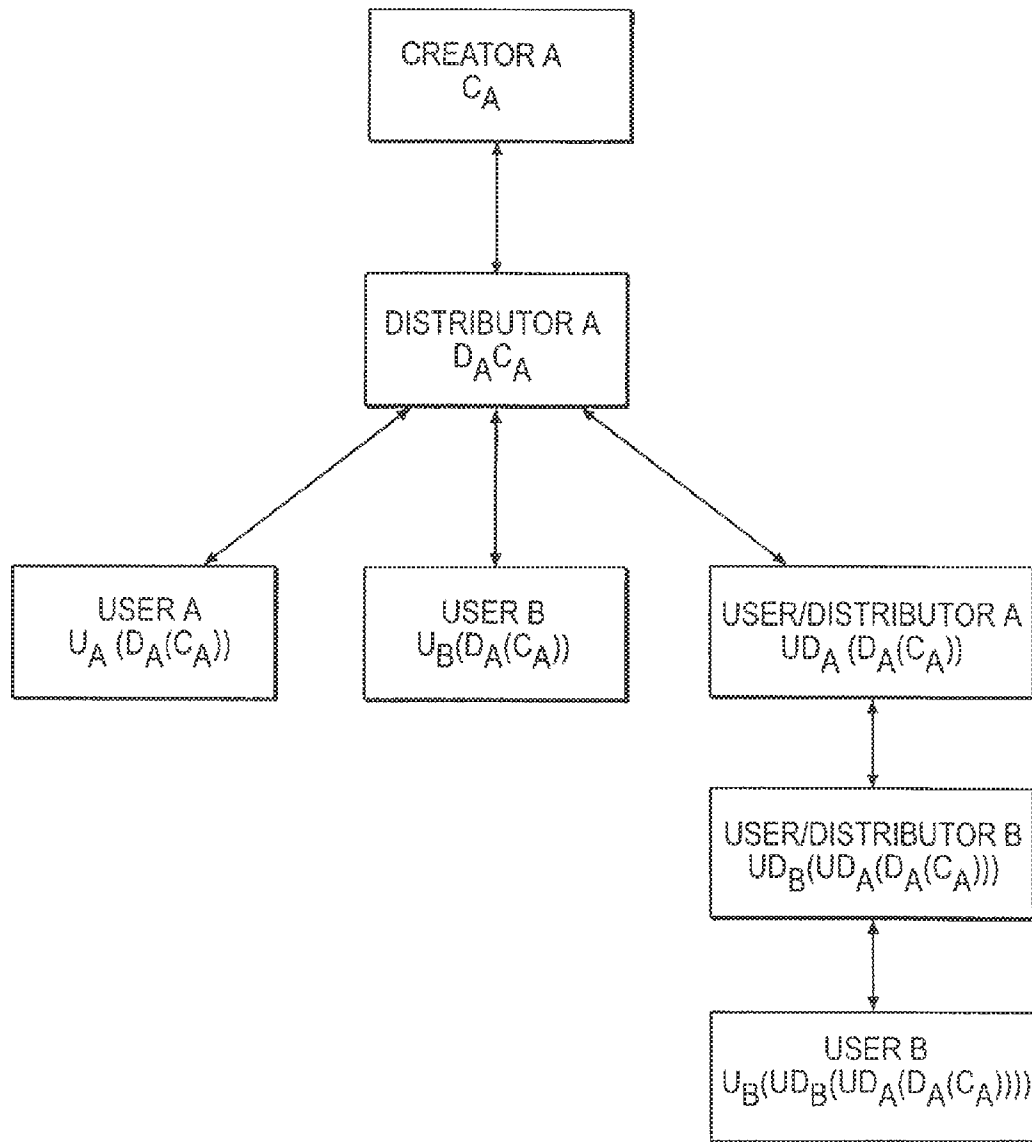 CREATOR A
C_A
DISTRIBUTOR A
D_AC_A
USER A
U_A (D_A(C_A))
USER B
U_B(D_A(C_A))
USER/DISTRIBUTOR A
UD_A (D_A(C_A))
USER/DISTRIBUTOR B
UD_B(UD_A(D_A(C_A)))
USER B
U_B(UD_B(UD_A(D_A(C_A))))